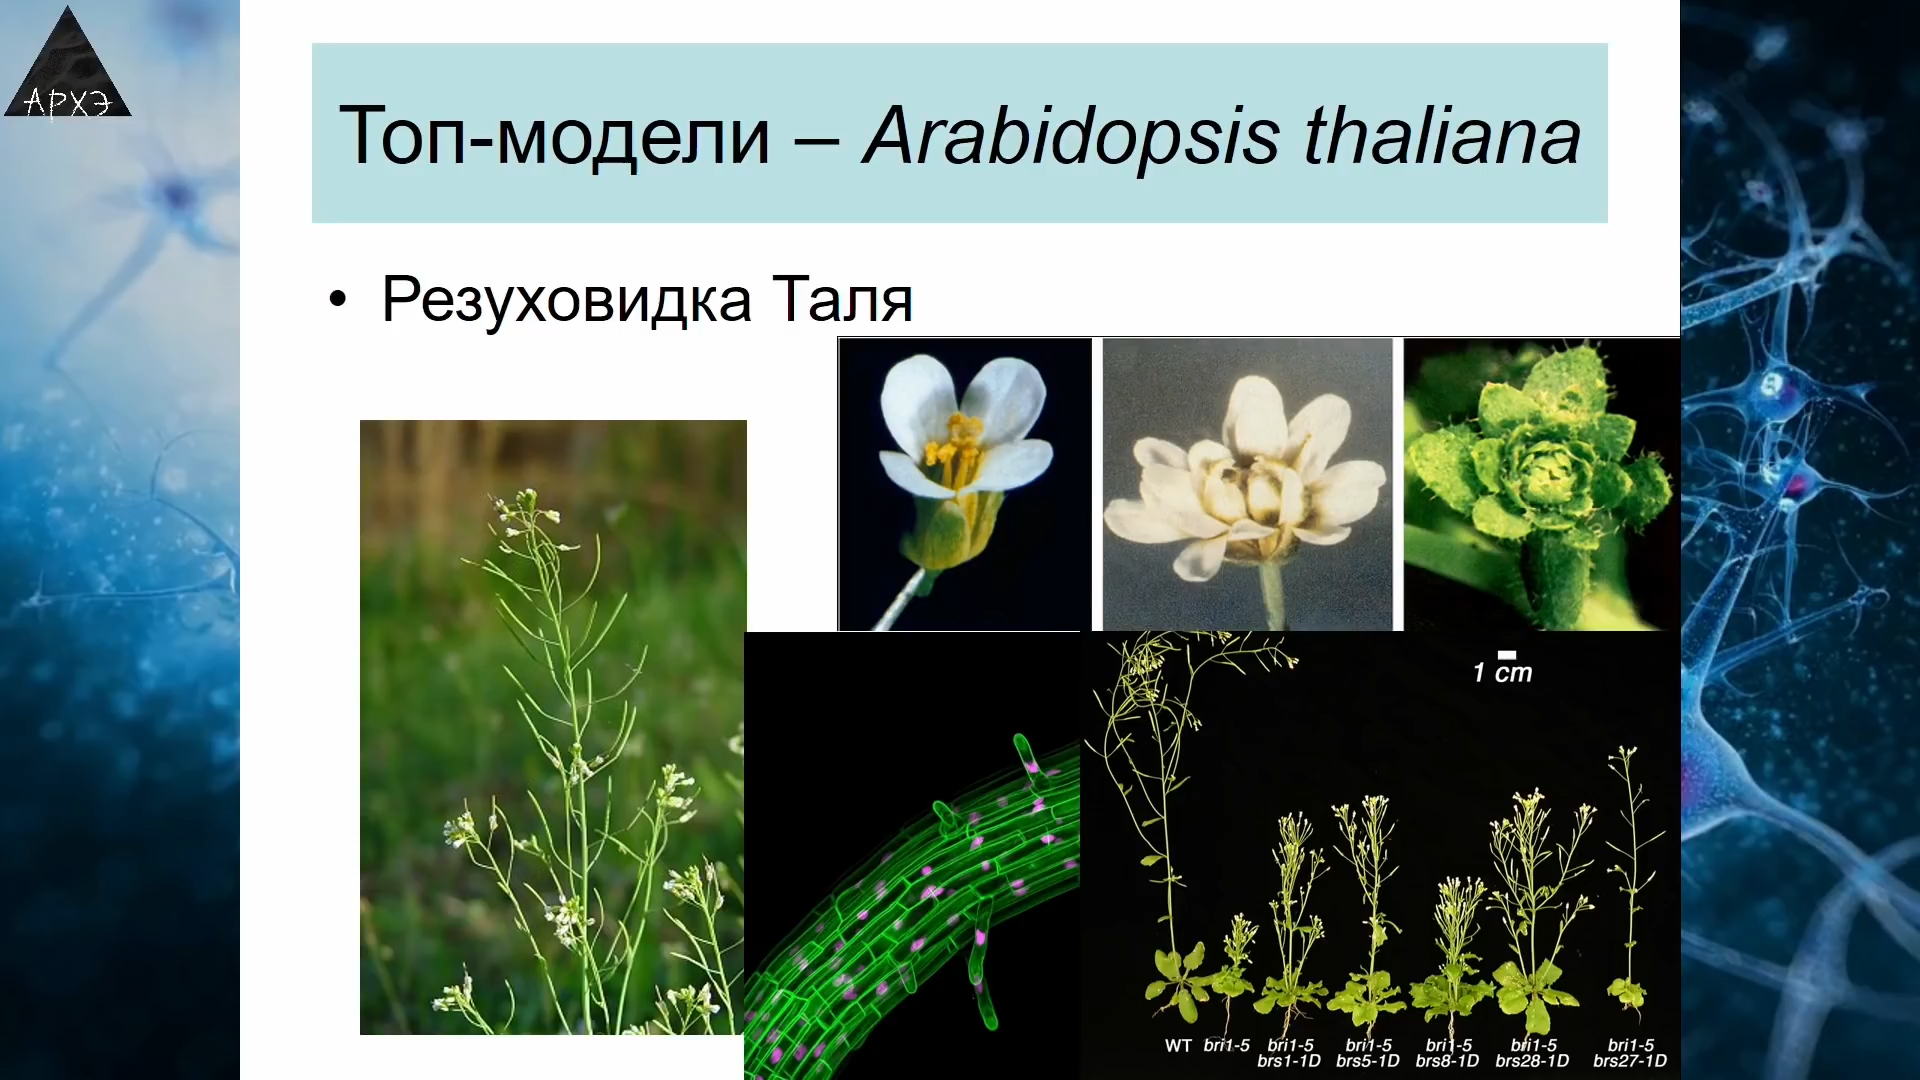 АРХЭ
Топ-модели – Arabidopsis thaliana
• Резуховидка Таля
1 cm
WT bri1-5 bri1-5 bri1-5 bri1-5 bri1-5 bri1-5
brs1-1D brs5-1D brs8-1D brs28-1D brs27-1D